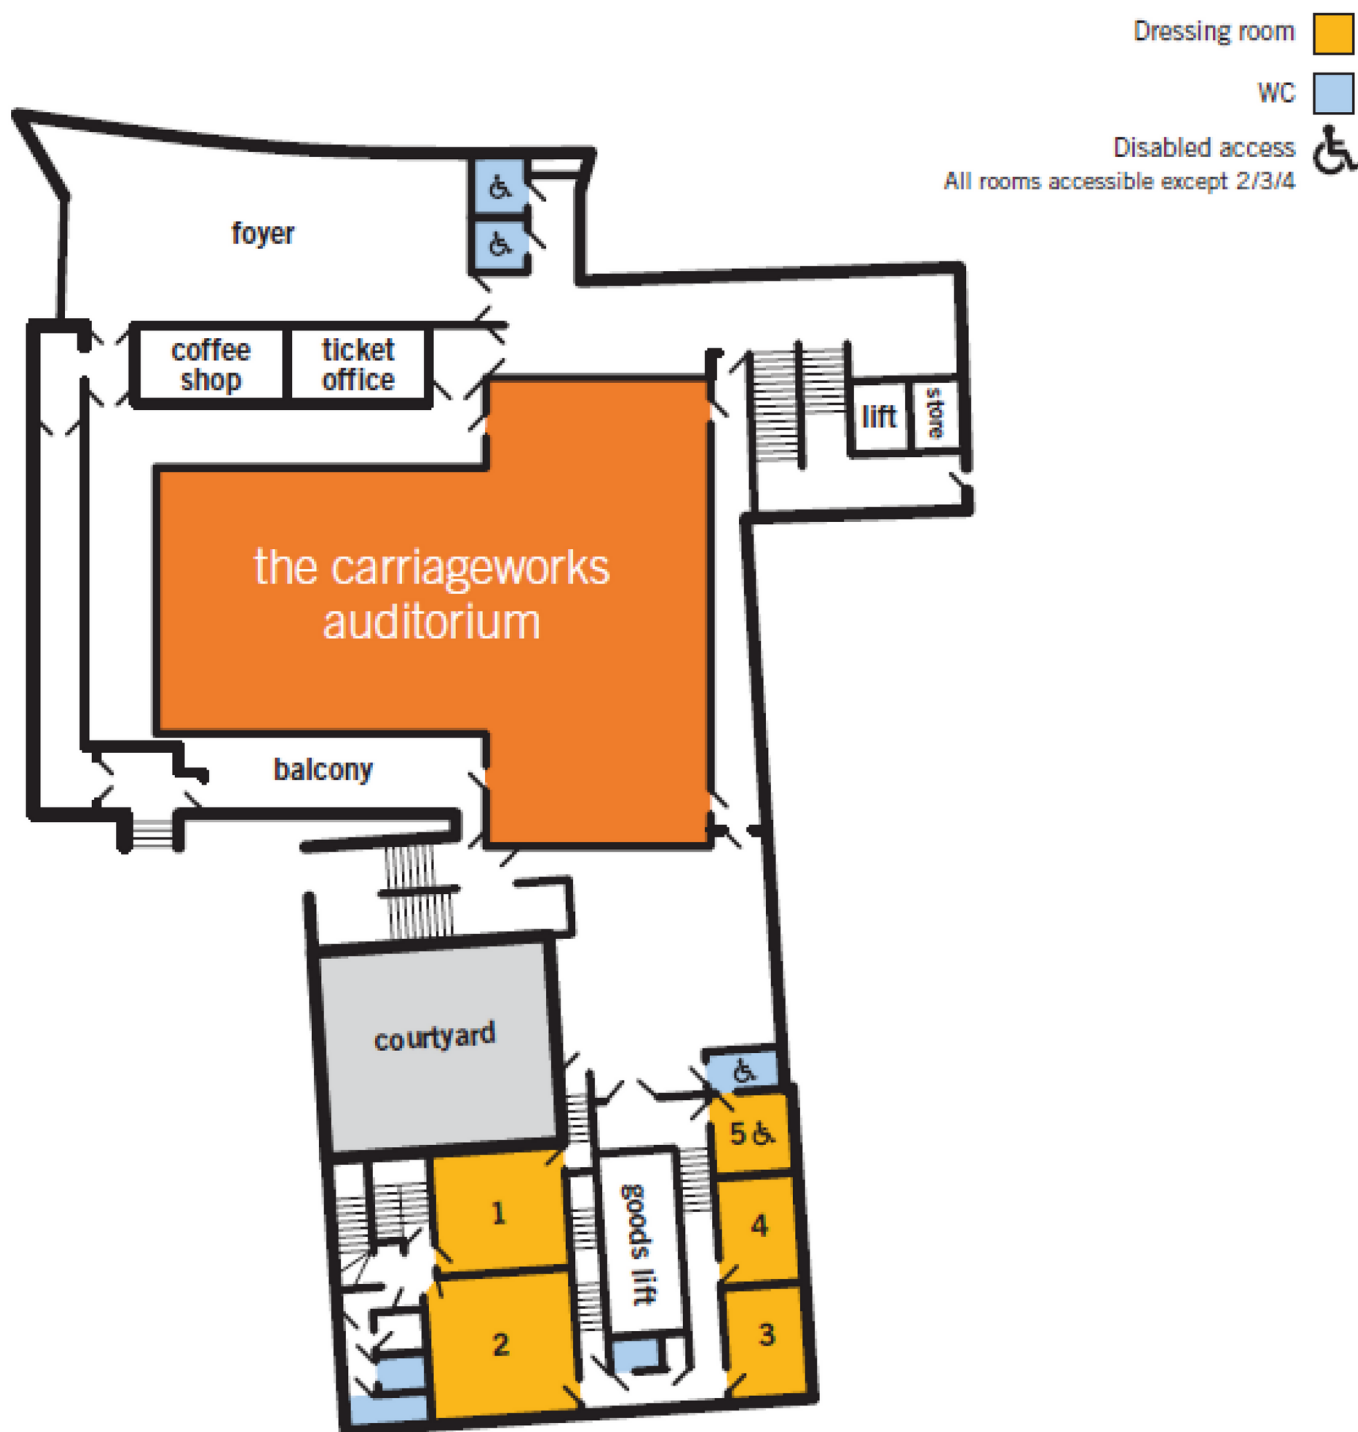 Dressing room
WC
Disabled access
All rooms accessible except 2/3/4
foyer
coffee
shop
ticket
office
lift
store
the carriageworks
auditorium
balcony
courtyard
5
1
goods lift
4
2
3